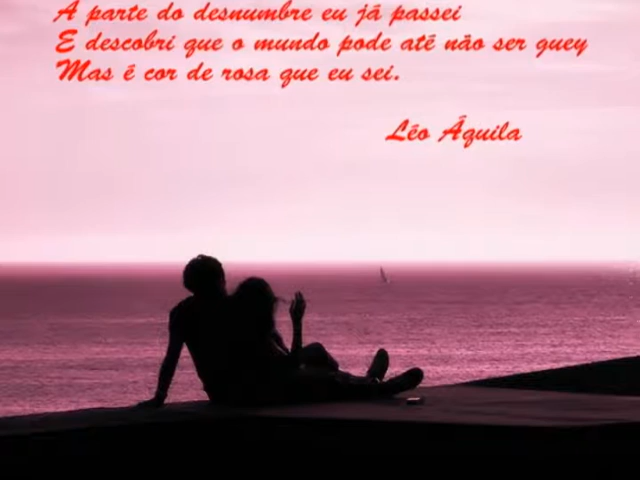 A parte do desnumbre eu já passei
E descobri que o mundo pode até não ser guey
Mas é cor de rosa que eu sei.
Léo Áquila